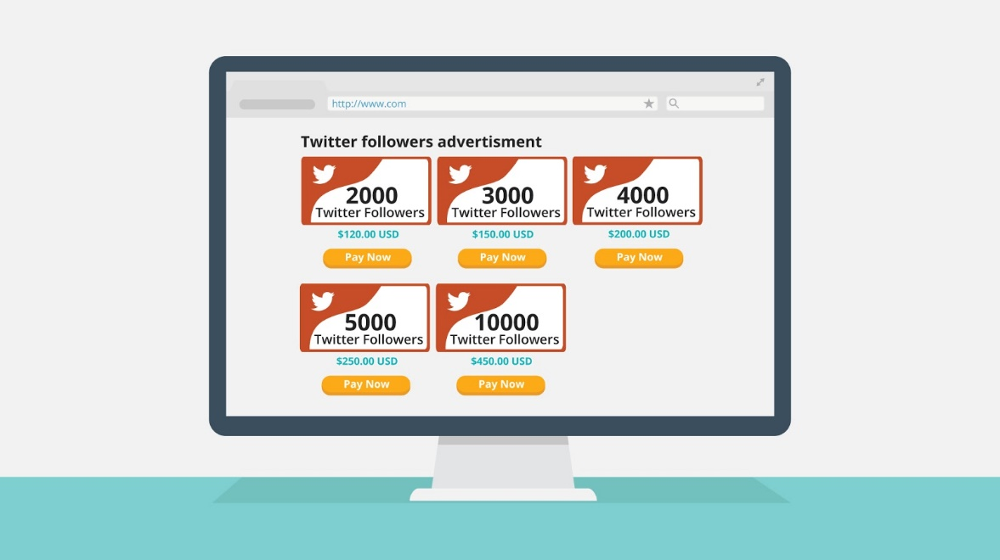 http://www.com
Twitter followers advertisment
2000
Twitter Followers
$120.00 USD
Pay Now
3000
Twitter Followers
$150.00 USD
Pay Now
4000
Twitter Followers
$200.00 USD
Pay Now
5000
Twitter Followers
$250.00 USD
Pay Now
10000
Twitter Followers
$450.00 USD
Pay Now